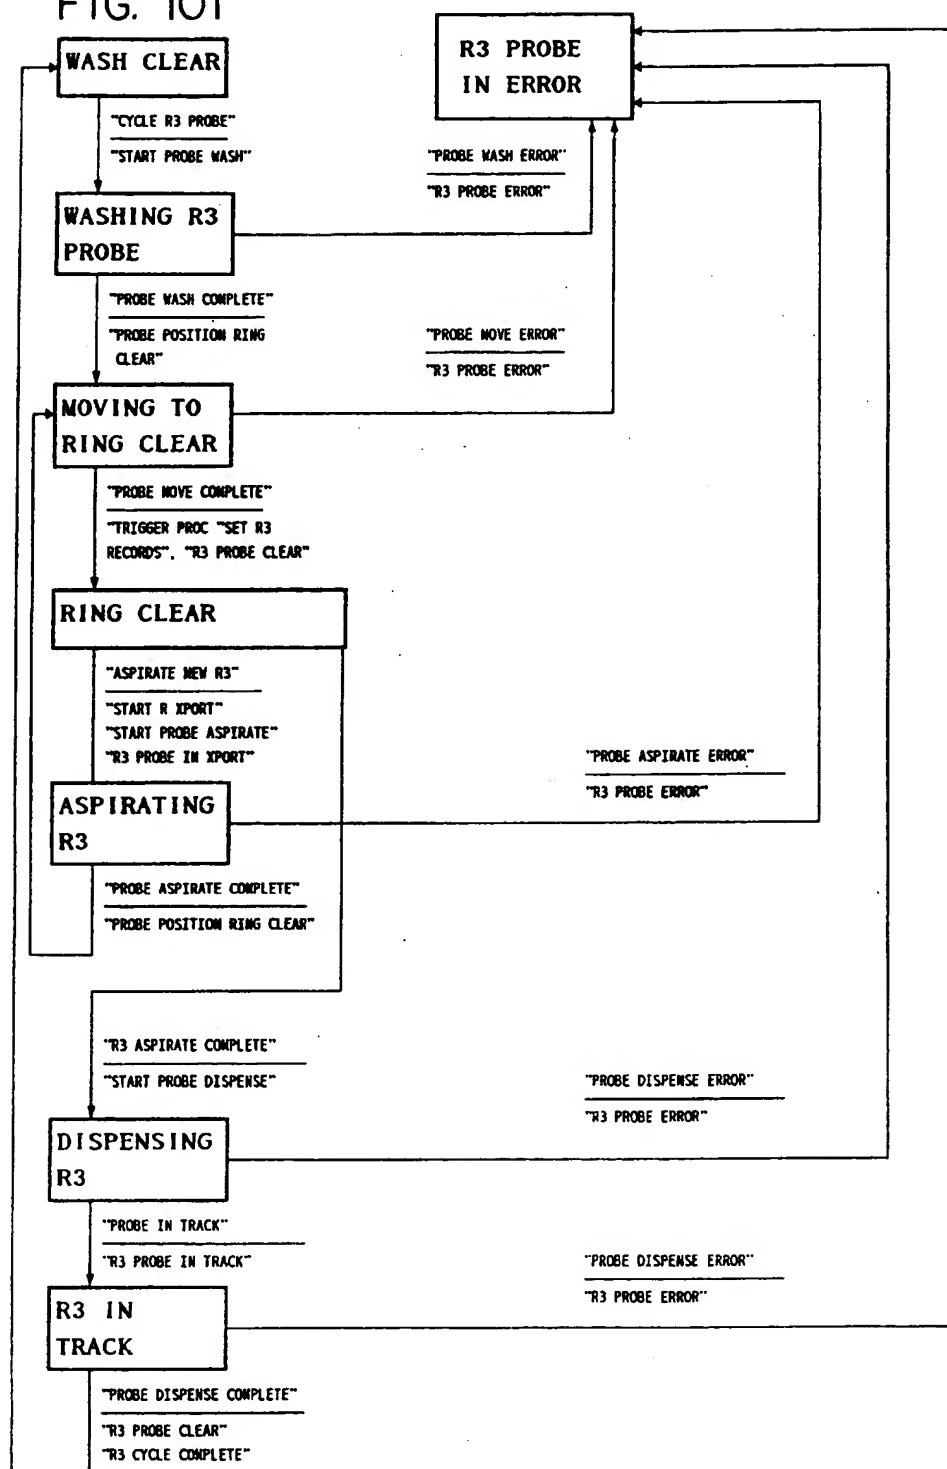 FIG. 101
WASH CLEAR
R3 PROBE
IN ERROR
"CYCLE R3 PROBE"
"START PROBE WASH"
"PROBE WASH ERROR"
"R3 PROBE ERROR"
WASHING R3
PROBE
"PROBE WASH COMPLETE"
"PROBE POSITION RING
CLEAR"
"PROBE MOVE ERROR"
"R3 PROBE ERROR"
MOVING TO
RING CLEAR
"PROBE MOVE COMPLETE"
"TRIGGER PROC "SET R3
RECORDS", "R3 PROBE CLEAR"
RING CLEAR
"ASPIRATE NEW R3"
"START R XPORT"
"START PROBE ASPIRATE"
"R3 PROBE IN XPORT"
"PROBE ASPIRATE ERROR"
"R3 PROBE ERROR"
ASPIRATING
R3
"PROBE ASPIRATE COMPLETE"
"PROBE POSITION RING CLEAR"
"R3 ASPIRATE COMPLETE"
"START PROBE DISPENSE"
"PROBE DISPENSE ERROR"
"R3 PROBE ERROR"
DISPENSING
R3
"PROBE IN TRACK"
"R3 PROBE IN TRACK"
"PROBE DISPENSE ERROR"
"R3 PROBE ERROR"
R3 IN
TRACK
"PROBE DISPENSE COMPLETE"
"R3 PROBE CLEAR"
"R3 CYCLE COMPLETE"